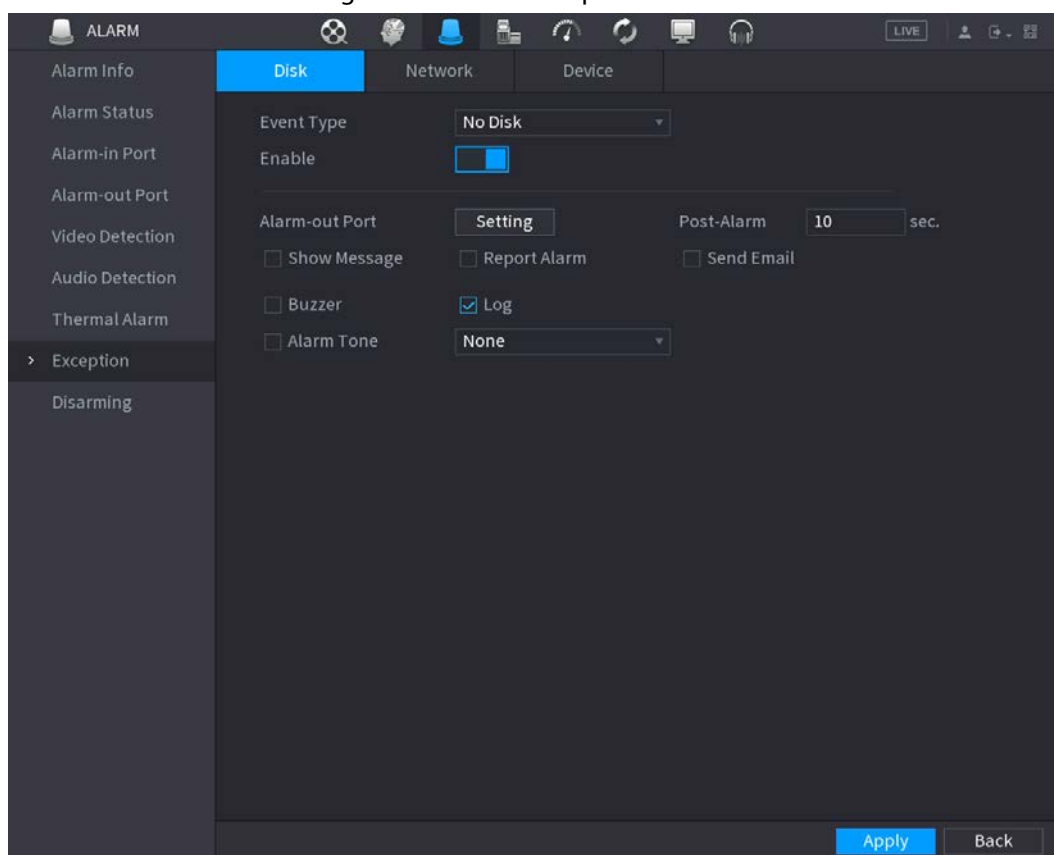 ALARM LIVE
Alarm Info
Disk Network Device
Alarm Status
Event Type No Disk
Alarm-in Port
Enable
Alarm-out Port
Alarm-out Port Setting Post-Alarm 10 sec.
Video Detection
Show Message Report Alarm Send Email
Audio Detection
Buzzer Log
Thermal Alarm
Alarm Tone None
Exception
Disarming
Apply Back